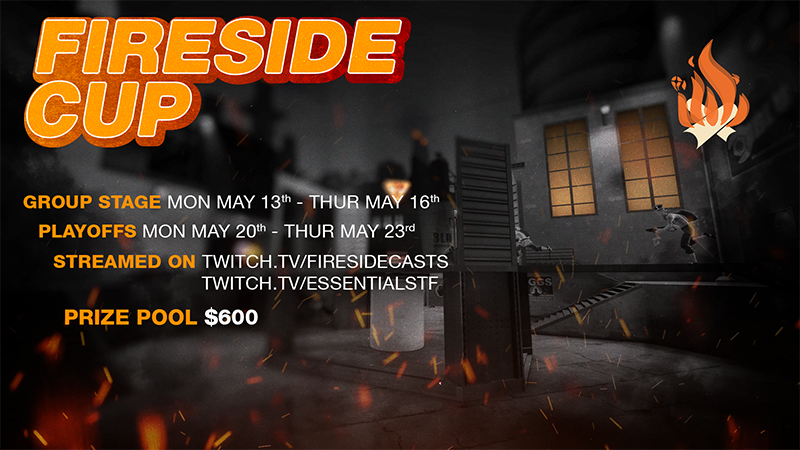 FIRESIDE
CUP
GROUP STAGE MON MAY 13th - THUR MAY 16th
PLAYOFFS MON MAY 20th - THUR MAY 23rd
STREAMED ON TWITCH.TV/FIRESIDECASTS
TWITCH.TV/ESSENTIALSTF
PRIZE POOL $600
GGS